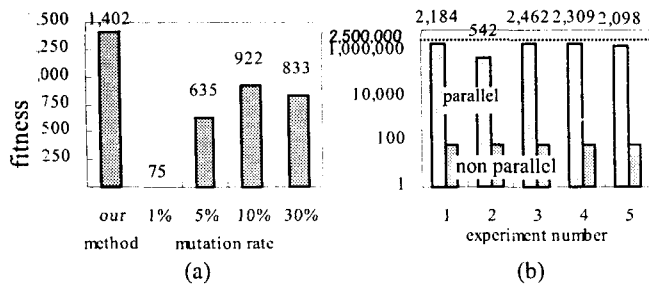 1,402
.500
.250
,000
750
500
250
fitness
75
635
922
833
our 1% 5% 10% 30%
method mutation rate
(a)
2,184 542 2,462 2,309 2,098
2,500,000
1,000,000
10,000
100
1
parallel
non parallel
1 2 3 4 5
experiment number
(b)